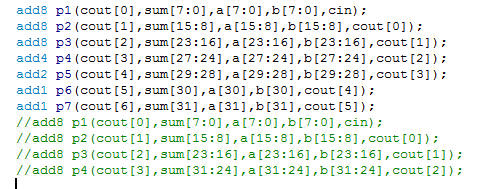 add8 p1(cout[0],sum[7:0],a[7:0],b[7:0],cin);
add8 p2(cout[1],sum[15:8],a[15:8],b[15:8],cout[0]);
add8 p3(cout[2],sum[23:16],a[23:16],b[23:16],cout[1]);
add4 p4(cout[3],sum[27:24],a[27:24],b[27:24],cout[2]);
add2 p5(cout[4],sum[29:28],a[29:28],b[29:28],cout[3]);
add1 p6(cout[5],sum[30],a[30],b[30],cout[4]);
add1 p7(cout[6],sum[31],a[31],b[31],cout[5]);
//add8 p1(cout[0],sum[7:0],a[7:0],b[7:0],cin);
//add8 p2(cout[1],sum[15:8],a[15:8],b[15:8],cout[0]);
//add8 p3(cout[2],sum[23:16],a[23:16],b[23:16],cout[1]);
//add8 p4(cout[3],sum[31:24],a[31:24],b[31:24],cout[2]);